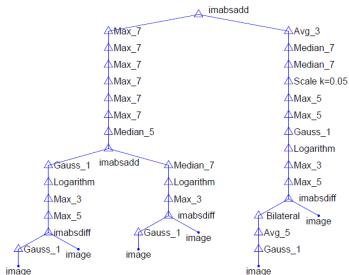 imabsadd
Max_7
Avg_3
Max_7
Median_7
Max_7
Median_7
Max_7
Scale k=0.05
Max_7
Max_5
Max_7
Max_5
Median_5
Gauss_1
imabsadd
Logarithm
Gauss_1
Median_7
Max_3
Logarithm
Logarithm
Max_5
Max_3
Max_3
imabsdiff
Max_5
imabsdiff
Bilateral
image
imabsdiff
Gauss_1
image
Avg_5
Gauss_1
image
Gauss_1
image
image
image